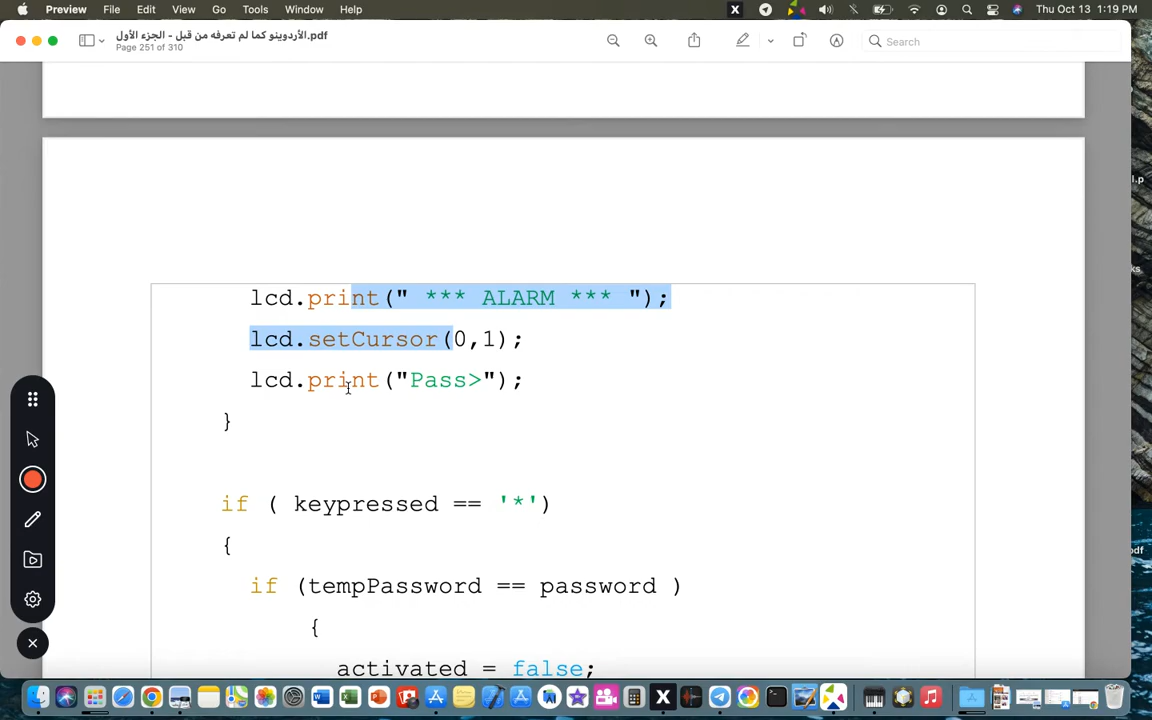 Preview File Edit View Go Tools Window Help Thu Oct 13 1:19 PM
الأردوينو كما لم تعرفه من قبل - الجزء الأول.pdf
Page 251 of 310
Search
lcd.print(" *** ALARM *** ");
lcd.setCursor(0,1);
lcd.print("Pass>");
}
if ( keypressed == '*')
{
if (tempPassword == password )
{
activated = false;